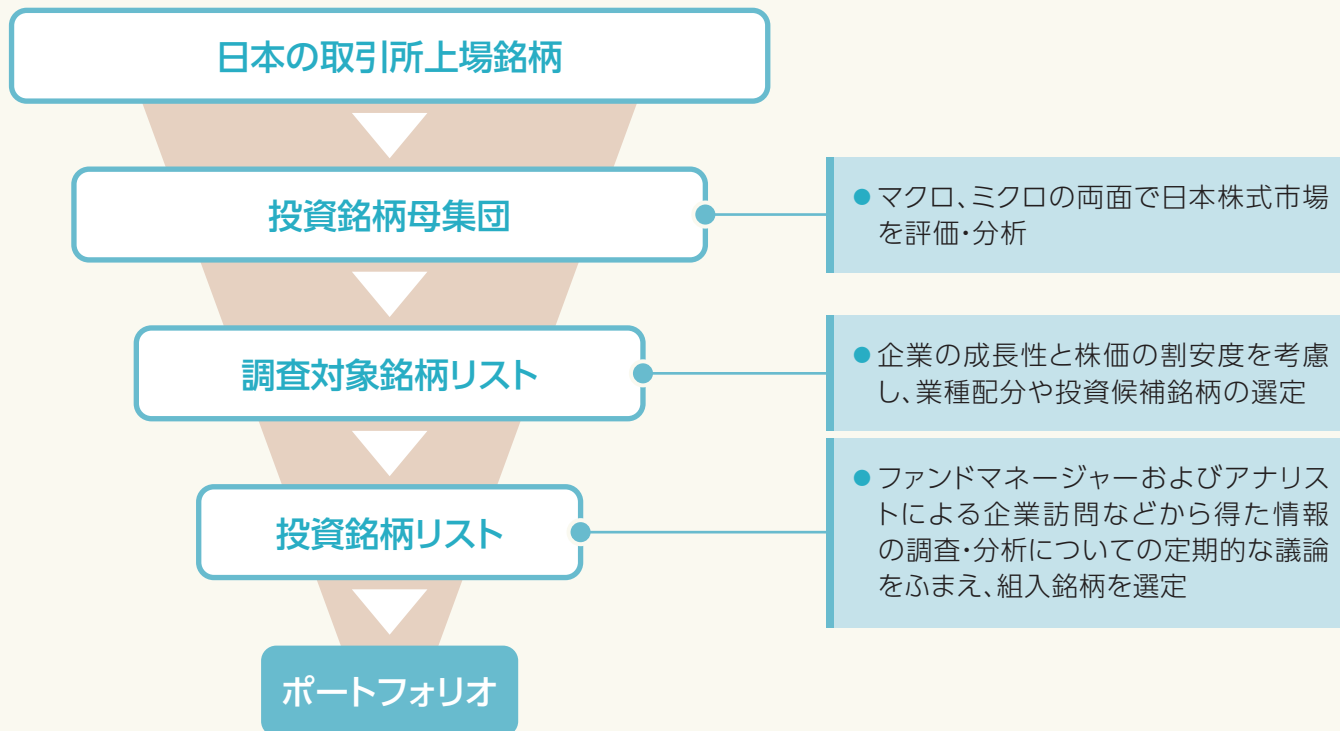 日本の取引所上場銘柄
投資銘柄母集団
●マクロ、ミクロの両面で日本株式市場
を評価・分析
調査対象銘柄リスト
●企業の成長性と株価の割安度を考慮
し、業種配分や投資候補銘柄の選定
投資銘柄リスト
●ファンドマネージャーおよびアナリス
トによる企業訪問などから得た情報
の調査・分析についての定期的な議論
をふまえ、組入銘柄を選定
ポートフォリオ